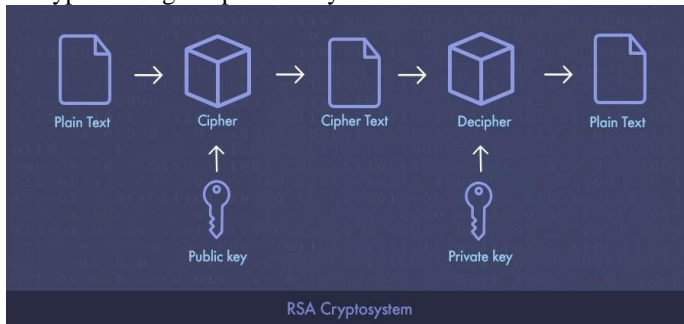 Plain Text
Cipher
Cipher Text
Decipher
Plain Text
Public key
Private key
RSA Cryptosystem